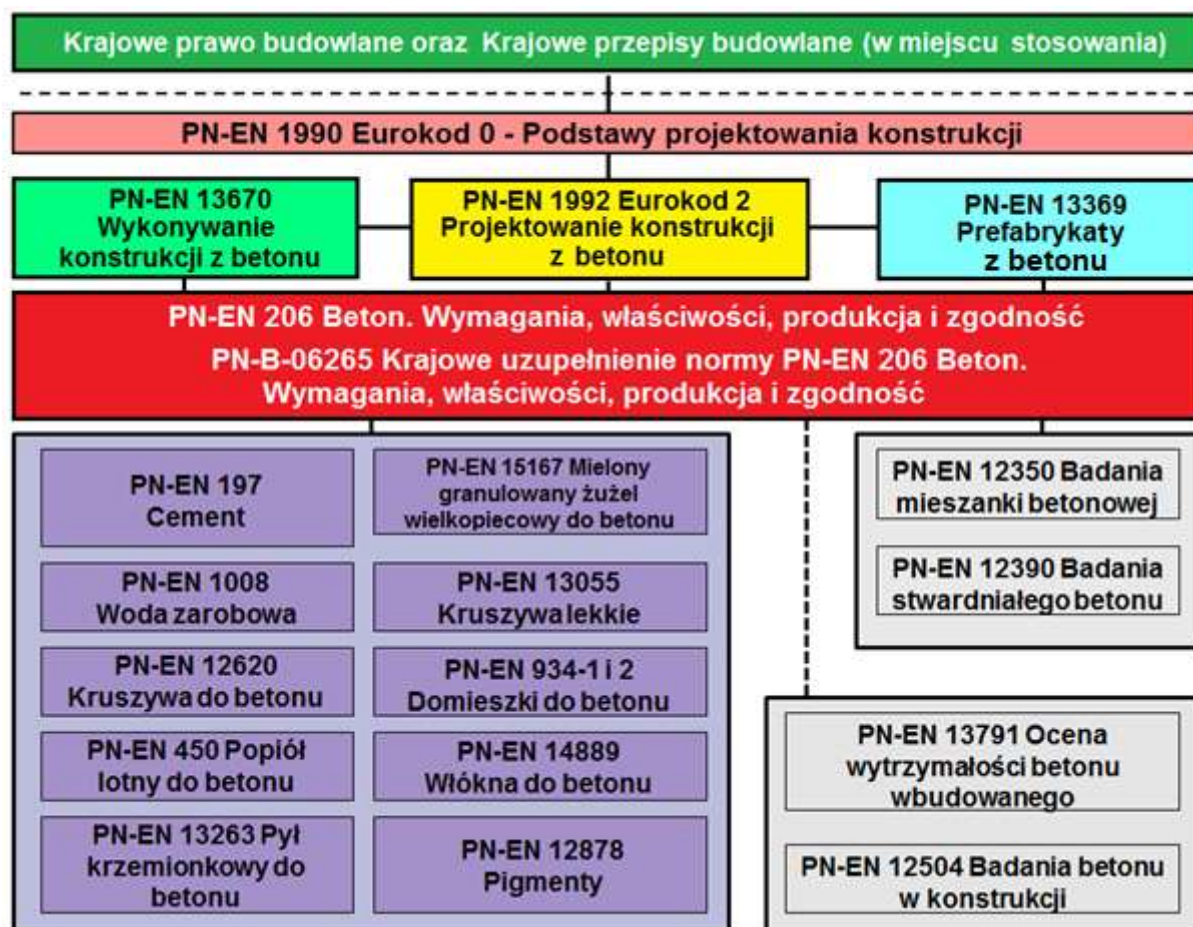 Krajowe prawo budowlane oraz Krajowe przepisy budowlane (w miejscu stosowania)
PN-EN 1990 Eurokod 0 - Podstawy projektowania konstrukcji
PN-EN 13670
Wykonywanie
konstrukcji z betonu
PN-EN 1992 Eurokod 2
Projektowanie konstrukcji
z betonu
PN-EN 13369
Prefabrykaty
z betonu
PN-EN 206 Beton. Wymagania, właściwości, produkcja i zgodność
PN-B-06265 Krajowe uzupełnienie normy PN-EN 206 Beton.
Wymagania, właściwości, produkcja i zgodność
PN-EN 197
Cement
PN-EN 15167 Mielony
granulowany żużel
wielkopiecowy do betonu
PN-EN 1008
Woda zarobowa
PN-EN 13055
Kruszywa lekkie
PN-EN 12620
Kruszywa do betonu
PN-EN 934-1 i 2
Domieszki do betonu
PN-EN 450 Popiół
lotny do betonu
PN-EN 14889
Włókna do betonu
PN-EN 13263 Pył
krzemionkowy do
betonu
PN-EN 12878
Pigmenty
PN-EN 12350 Badania
mieszanki betonowej
PN-EN 12390 Badania
stwardniałego betonu
PN-EN 13791 Ocena
wytrzymałości betonu
wbudowanego
PN-EN 12504 Badania betonu
w konstrukcji